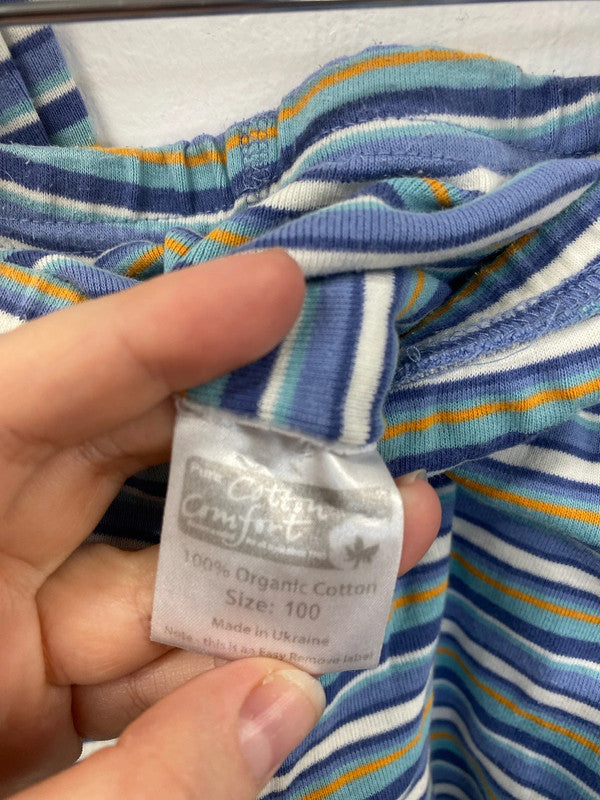 Pure Cotton
Comfort
100% Organic Cotton
Size: 100
Made in Ukraine
Note, this is an Easy Remove label